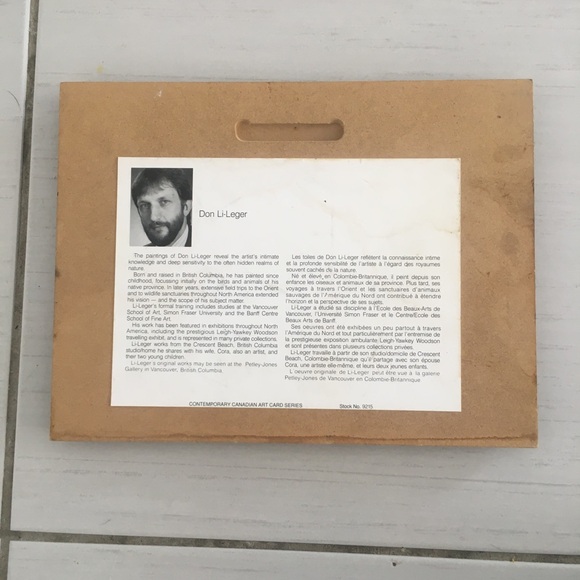 Don Li-Leger
The paintings of Don Li-Leger reveal the artist's intimate
knowledge and deep sensitivity to the often hidden realms of
nature.
Born and raised in British Columbia, he has painted since
childhood, focussing initially on the birds and animals of his
native province. In later years, extensive field trips to the Orient
and to wildlife sanctuaries throughout North America extended
his vision — and the scope of his subject matter.
Li-Leger's formal training includes studies at the Vancouver
School of Art, Simon Fraser University and the Banff Centre
School of Fine Art.
His work has been featured in exhibitions throughout North
America, including the prestigious Leigh Yawkey Woodson
travelling exhibit, and is represented in many private collections.
Li-Leger works from the Crescent Beach, British Columbia
studio/home he shares with his wife, Cora, also an artist, and
their two young children.
Li-Leger's original works may be seen at the Petley-Jones
Gallery in Vancouver, British Columbia.
Les toiles de Don Li-Leger reflètent la connaissance intime
et la profonde sensibilité de l'artiste à l'égard des royaumes
souvent cachés de la nature.
Né et élevé en Colombie-Britannique, il peint depuis son
enfance les oiseaux et animaux de sa province. Plus tard, ses
voyages à travers l'Orient et les sanctuaires d'animaux
sauvages de l'Amérique du Nord ont contribué à étendre
l'horizon et la perspective de ses sujets.
Li-Leger a étudié sa discipline à l'École des Beaux-Arts de
Vancouver, l'Université Simon Fraser et le Centre/École des
Beaux Arts de Banff.
Ses oeuvres ont été exhibées un peu partout à travers
l'Amérique du Nord et tout particulièrement par l'entremise de
la prestigieuse exposition ambulante Leigh Yawkey Woodson
et sont présentées dans plusieurs collections privées.
Li-Leger travaille à partir de son studio/domicile de Crescent
Beach, Colombie-Britannique qu'il partage avec son épouse
Cora, une artiste elle-même, et leurs deux jeunes enfants.
L'oeuvre originale de Li-Leger peut être vue à la galerie
Petley-Jones de Vancouver en Colombie-Britannique
CONTEMPORARY CANADIAN ART CARD SERIES Stock No. 9215